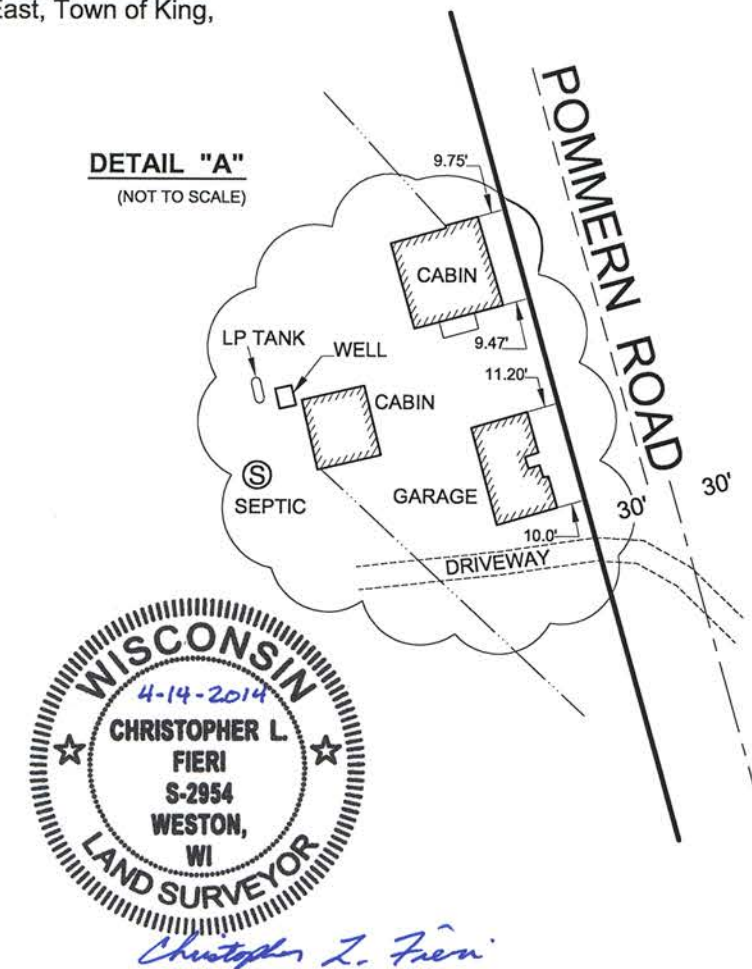 East, Town of King,
DETAIL "A"
(NOT TO SCALE)
POMMERN ROAD
9.75'
CABIN
9.47'
LP TANK
WELL
11.20'
CABIN
S
SEPTIC
GARAGE
30'
30'
10.0'
DRIVEWAY
WISCONSIN
4-14-2014
CHRISTOPHER L.
FIERI
S-2954
WESTON,
WI
LAND SURVEYOR
Christopher L. Fieri